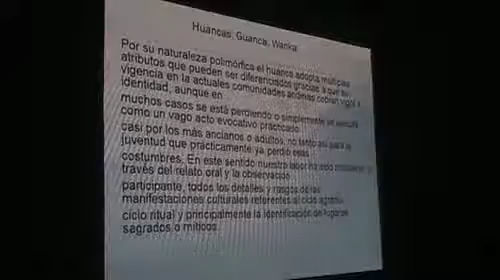 Huancas, Guanca, Wanka.
Por su naturaleza polimórfica el huanca adopta múltiples
atributos que pueden ser diferenciados gracias a que su
vigencia en la actuales comunidades andinas cobran vigor e
identidad, aunque en
muchos casos se está perdiendo o simplemente se ejecuta
como un vago acto evocativo practicado
casi por los más ancianos o adultos, no tanto así para la
juventud que prácticamente ya perdió esas
costumbres. En este sentido nuestra labor ha sido a
través del relato oral y la observación
participante, todos los detalles y rasgos de las
manifestaciones culturales referentes al ciclo agrario,
ciclo ritual y principalmente la identificación de lugares
sagrados o míticos.